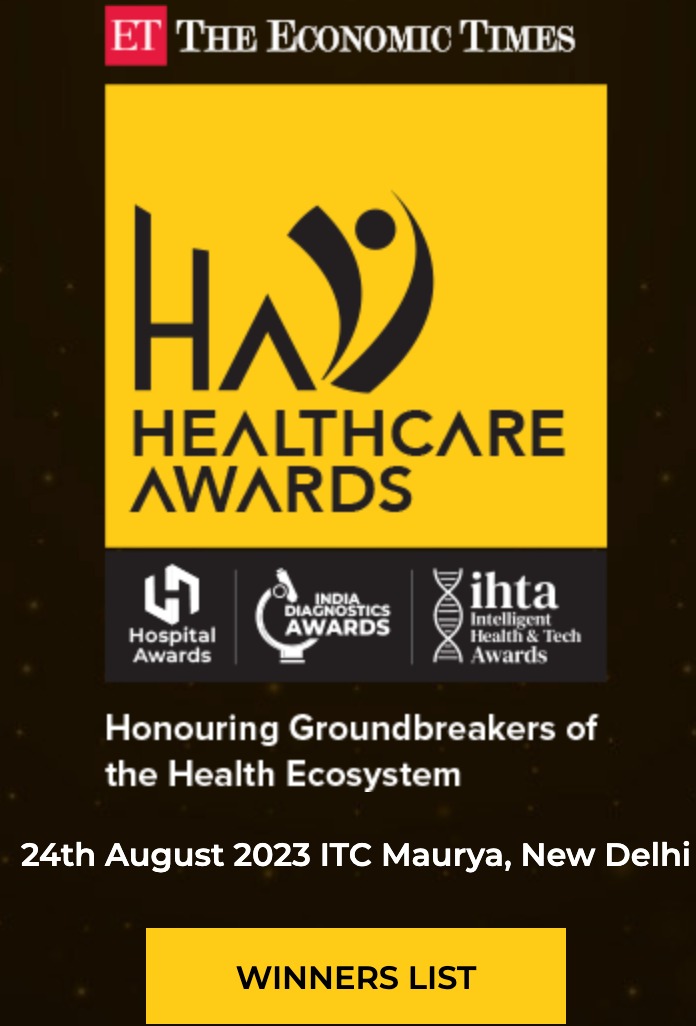 ET THE ECONOMIC TIMES
HA
HEALTHCARE
AWARDS
Hospital
Awards
INDIA
DIAGNOSTICS
AWARDS
ihta
Intelligent
Health & Tech
Awards
Honouring Groundbreakers of
the Health Ecosystem
24th August 2023 ITC Maurya, New Delhi
WINNERS LIST